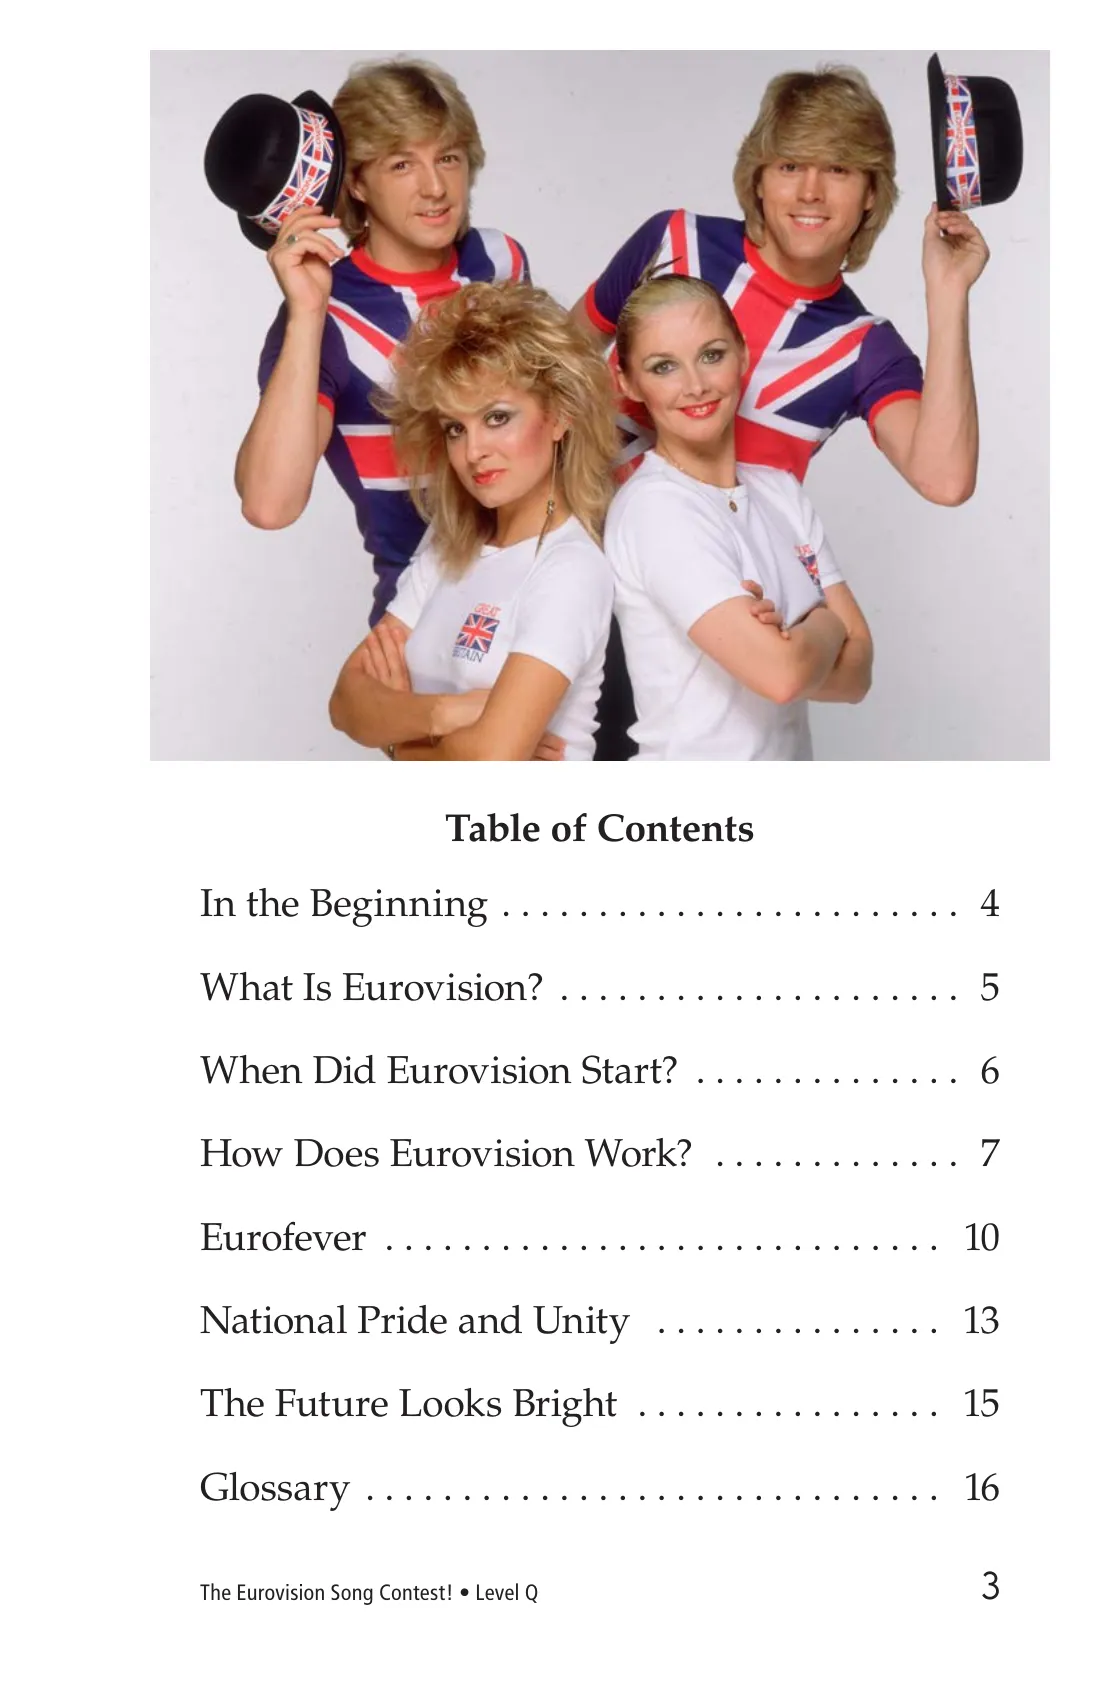 GREAT
BRITAIN
Table of Contents
In the Beginning . . . . . . . . . . . . . . . . . . . . . . . . 4
What Is Eurovision? . . . . . . . . . . . . . . . . . . . . . 5
When Did Eurovision Start? . . . . . . . . . . . . . . 6
How Does Eurovision Work? . . . . . . . . . . . . . 7
Eurofever . . . . . . . . . . . . . . . . . . . . . . . . . . . . . 10
National Pride and Unity . . . . . . . . . . . . . . . 13
The Future Looks Bright . . . . . . . . . . . . . . . . 15
Glossary . . . . . . . . . . . . . . . . . . . . . . . . . . . . . . 16
The Eurovision Song Contest! • Level Q 3